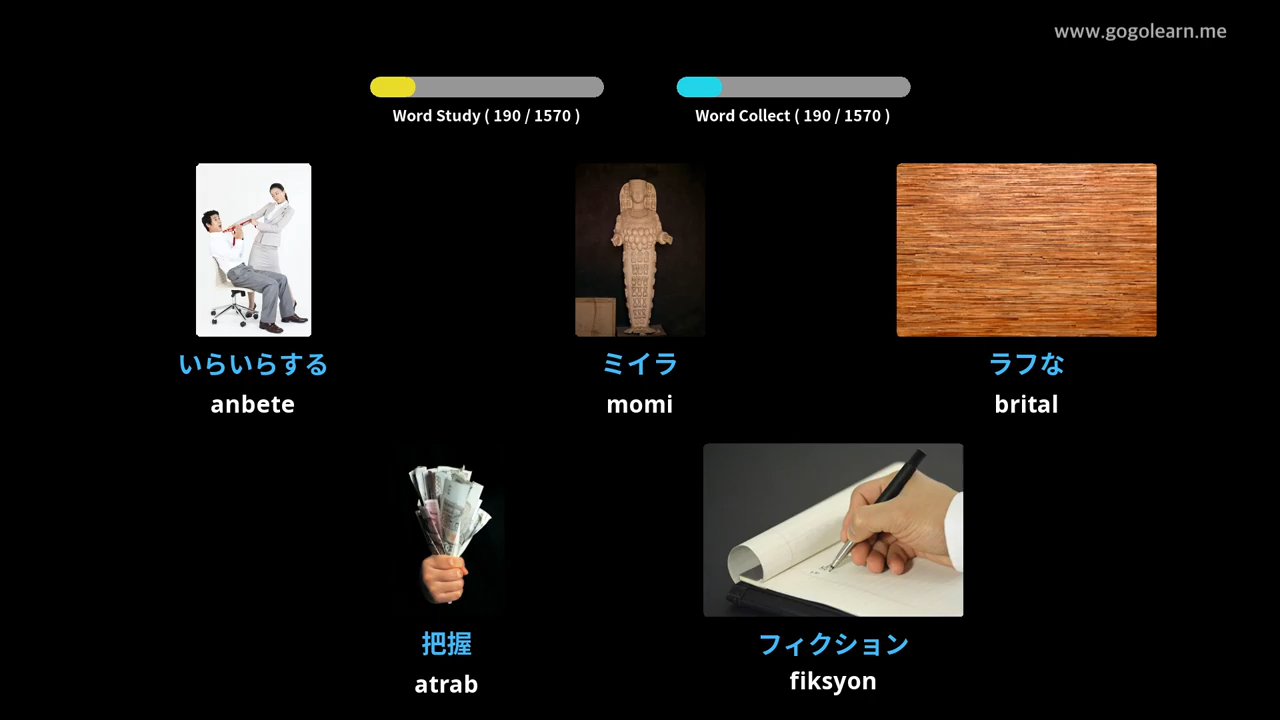 www.gogolearn.me
Word Study ( 190 / 1570 )
Word Collect ( 190 / 1570 )
いらいらする
anbete
ミイラ
momi
ラフな
brital
把握
atrab
フィクション
fiksyon